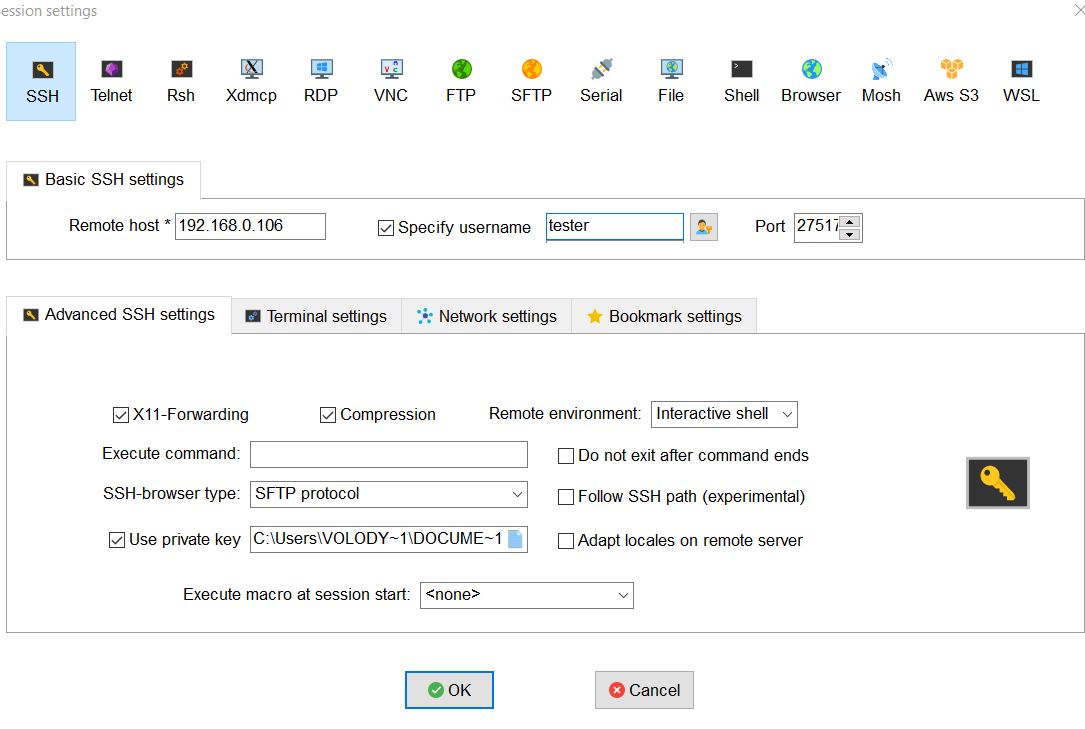 ession settings
SSH Telnet Rsh Xdmcp RDP VNC FTP SFTP Serial File Shell Browser Mosh Aws S3 WSL
Basic SSH settings
Remote host * 192.168.0.106 Specify username tester Port 27517
Advanced SSH settings Terminal settings Network settings Bookmark settings
X11-Forwarding Compression Remote environment: Interactive shell
Execute command: Do not exit after command ends
SSH-browser type: SFTP protocol Follow SSH path (experimental)
Use private key C:\Users\VOLODY~1\DOCUME~1 Adapt locales on remote server
Execute macro at session start: <none>
OK Cancel